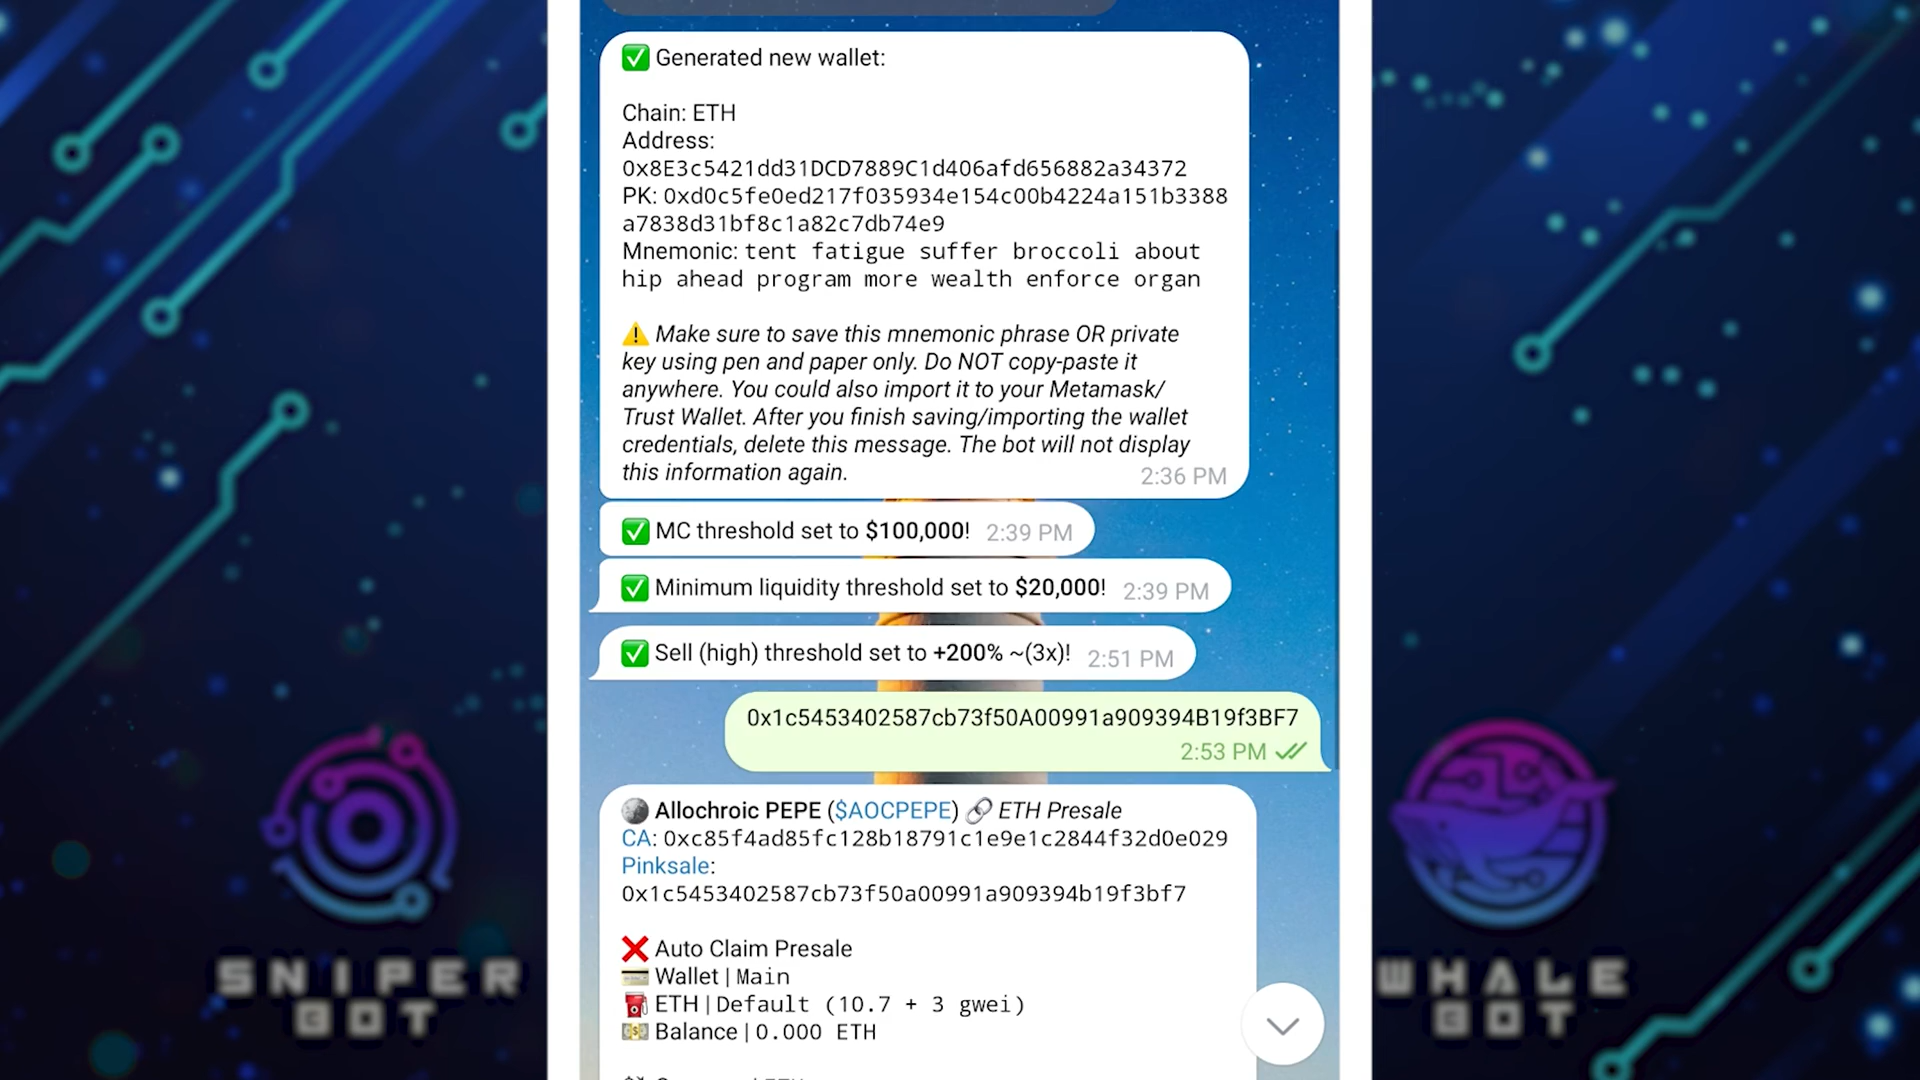 ✅ Generated new wallet:
Chain: ETH
Address:
0x8E3c5421dd31DCD7889C1d406afd656882a34372
PK: 0xd0c5fe0ed217f035934e154c00b4224a151b3388
a7838d31bf8c1a82c7db74e9
Mnemonic: tent fatigue suffer broccoli about
hip ahead program more wealth enforce organ
⚠️ Make sure to save this mnemonic phrase OR private
key using pen and paper only. Do NOT copy-paste it
anywhere. You could also import it to your Metamask/
Trust Wallet. After you finish saving/importing the wallet
credentials, delete this message. The bot will not display
this information again. 2:36 PM
✅ MC threshold set to $100,000! 2:39 PM
✅ Minimum liquidity threshold set to $20,000! 2:39 PM
✅ Sell (high) threshold set to +200% ~(3x)! 2:51 PM
0x1c5453402587cb73f50A00991a909394B19f3BF7
2:53 PM
Allochroic PEPE ($AOCPEPE) 🔗 ETH Presale
CA: 0xc85f4ad85fc128b18791c1e9e1c2844f32d0e029
Pinksale:
0x1c5453402587cb73f50a00991a909394b19f3bf7
❌ Auto Claim Presale
💳 Wallet | Main
⛽ ETH | Default (10.7 + 3 gwei)
💵 Balance | 0.000 ETH
SNIPER
BOT
WHALE
BOT